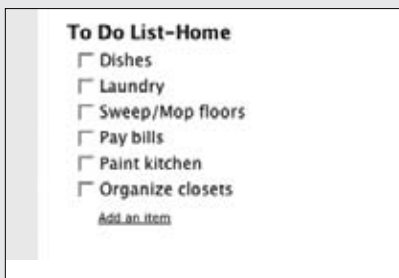 To Do List-Home
Dishes
Laundry
Sweep/Mop floors
Pay bills
Paint kitchen
Organize closets
Add an item